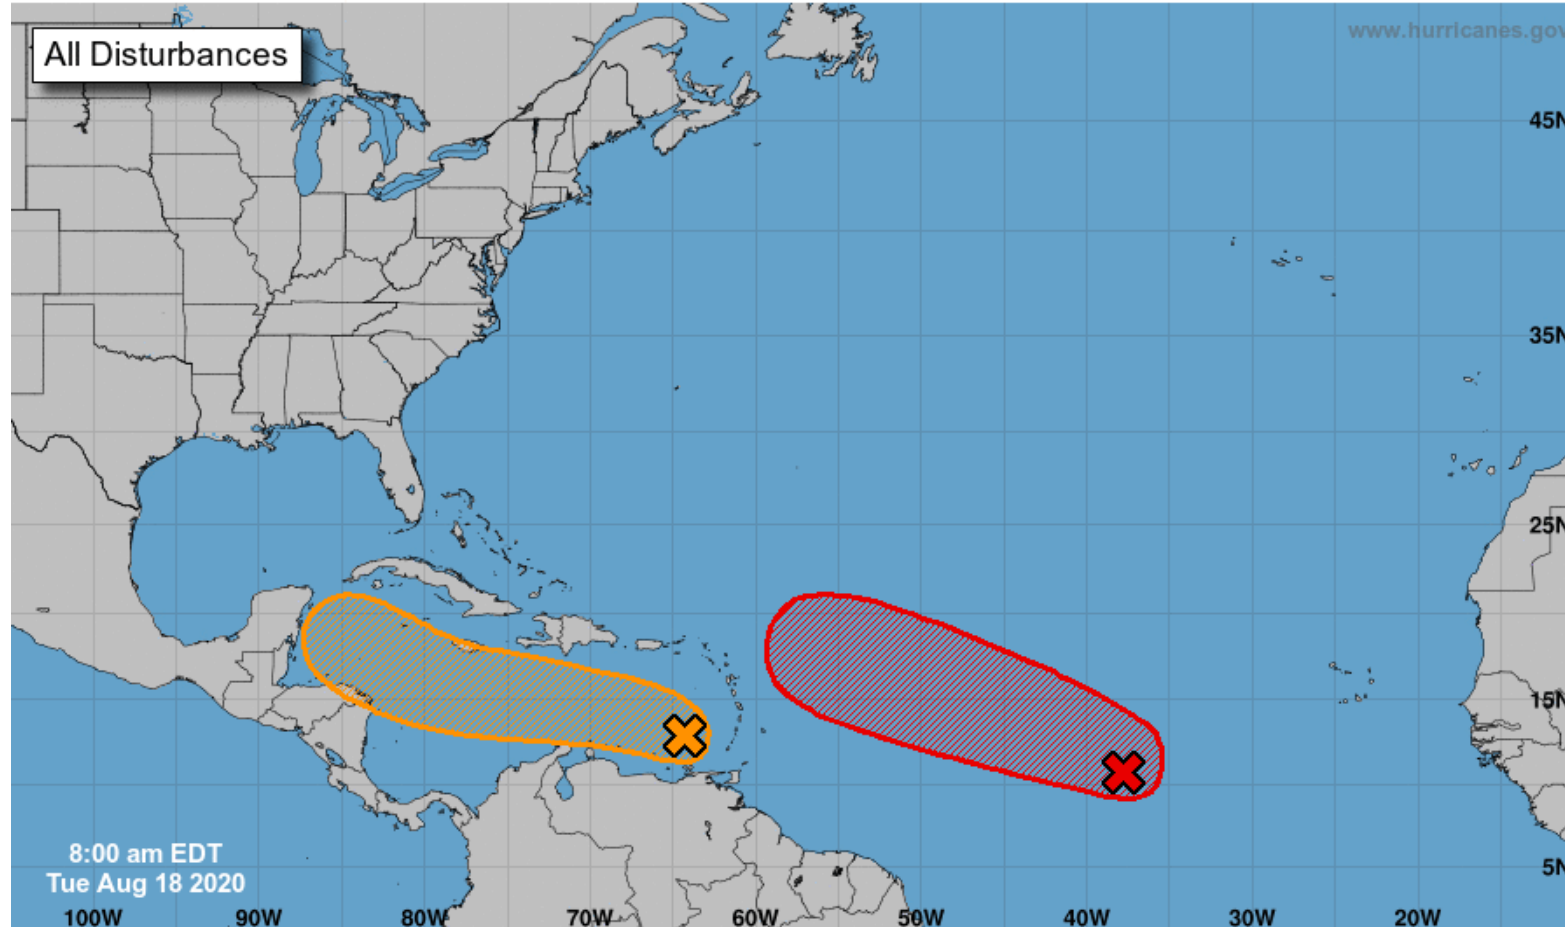 All Disturbances
www.hurricanes.gov
45N
35N
25N
15N
5N
8:00 am EDT
Tue Aug 18 2020
100W 90W 80W 70W 60W 50W 40W 30W 20W